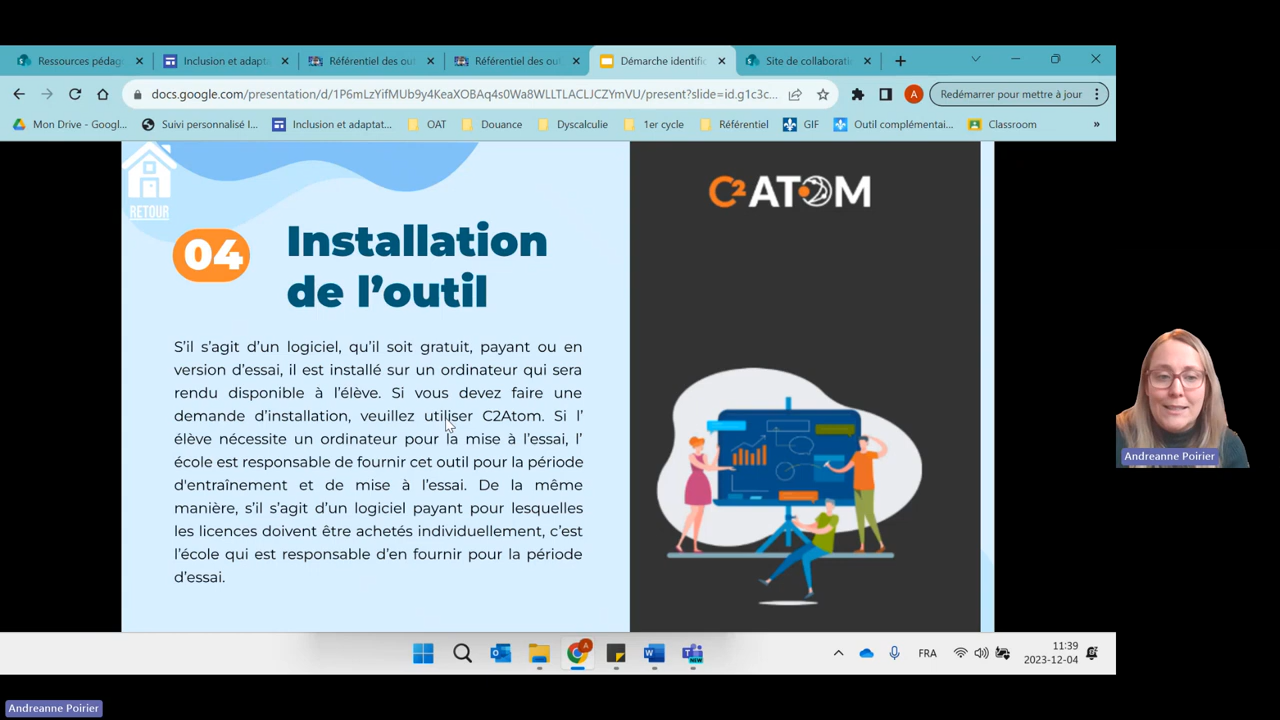 Ressources pédag
Inclusion et adapta
Référentiel des out
Référentiel des out
Démarche identific
Site de collaborati
docs.google.com/presentation/d/1P6mLzYifMUb9y4KeaXOBAq4s0Wa8WLLTLACLJCZYmVU/present?slide=id.g1c3c...
A
Redémarrer pour mettre à jour
Mon Drive - Googl...
Suivi personnalisé I...
Inclusion et adaptat...
OAT
Douance
Dyscalculie
1er cycle
Référentiel
GIF
Outil complémentai...
Classroom
»
RETOUR
04
Installation
de l’outil
S’il s’agit d’un logiciel, qu’il soit gratuit, payant ou en
version d’essai, il est installé sur un ordinateur qui sera
rendu disponible à l’élève. Si vous devez faire une
demande d’installation, veuillez utiliser C2Atom. Si l’
élève nécessite un ordinateur pour la mise à l’essai, l’
école est responsable de fournir cet outil pour la période
d'entraînement et de mise à l’essai. De la même
manière, s’il s’agit d’un logiciel payant pour lesquelles
les licences doivent être achetés individuellement, c’est
l’école qui est responsable d’en fournir pour la période
d’essai.
C2 ATOM
Andreanne Poirier
FRA
11:39
2023-12-04
Andreanne Poirier